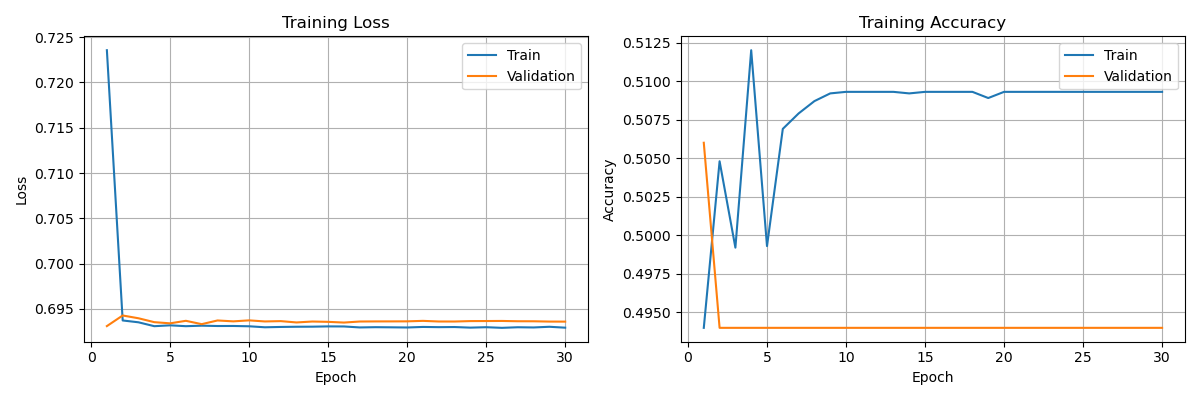 Training Loss
Train
Validation
0.725
0.720
0.715
0.710
0.705
0.700
0.695
Loss
0 5 10 15 20 25 30
Epoch
Training Accuracy
Train
Validation
0.5125
0.5100
0.5075
0.5050
0.5025
0.5000
0.4975
0.4950
Accuracy
0 5 10 15 20 25 30
Epoch